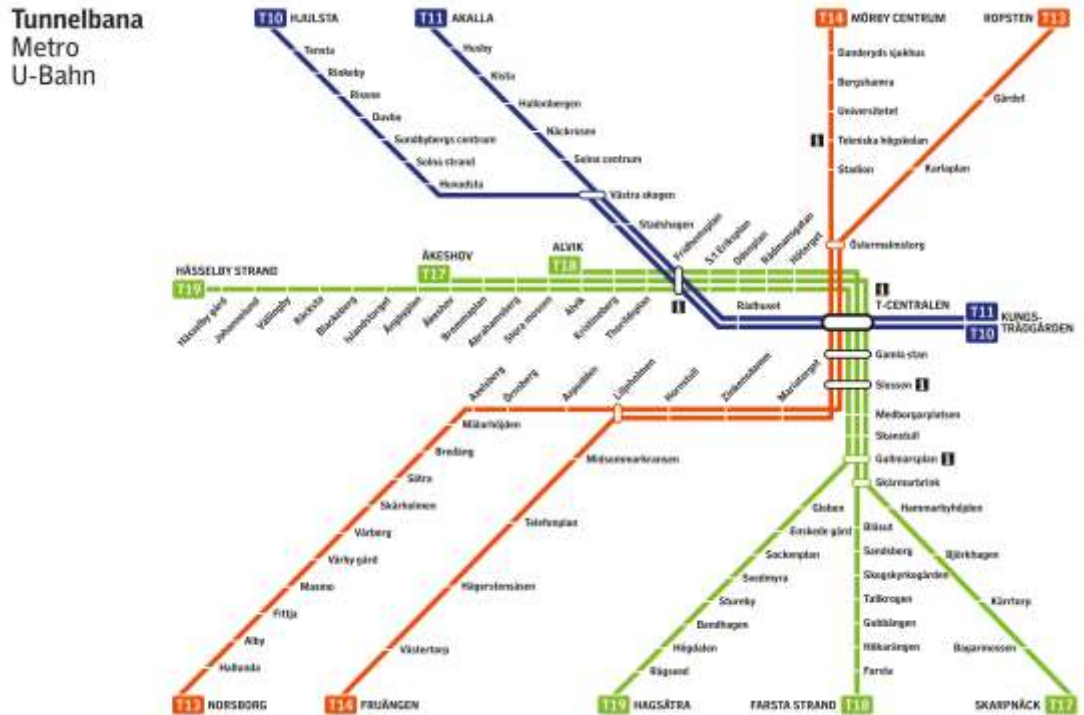 Tunnelbana
Metro
U-Bahn
T10 HJULSTA
Tensta
Rinkeby
Rissne
Duvbo
Sundbybergs centrum
Solna strand
Huvudsta
T11 AKALLA
Husby
Kista
Hallonbergen
Näckrosen
Solna centrum
Västra skogen
Stadshagen
Fridhemsplan
S:t Eriksplan
Odenplan
Rådmansgatan
Hötorget
T14 MÖRBY CENTRUM
Danderyds sjukhus
Bergshamra
Universitetet
Tekniska högskolan
Stadion
ROPSTEN T13
Gärdet
Karlaplan
Östermalmstorg
HÄSSELBY STRAND
T19
ÅKESHOV
T17
ALVIK
T18
Hässelby gård
Johannelund
Vällingby
Råcksta
Blackeberg
Islandstorget
Ängbyplan
Åkeshov
Brommaplan
Abrahamsberg
Stora mossen
Alvik
Kristineberg
Thorildsplan
Rådhuset
T-CENTRALEN
T11
T10
KUNGS-
TRÄDGÅRDEN
Gamla stan
Slussen
Medborgarplatsen
Skanstull
Gullmarsplan
Skärmarbrink
Axelsberg
Örnsberg
Aspudden
Liljeholmen
Hornstull
Zinkensdamm
Mariatorget
Mälarhöjden
Bredäng
Sätra
Skärholmen
Vårberg
Vårby gård
Masmo
Fittja
Alby
Hallunda
T13 NORSBORG
Midsommarkransen
Telefonplan
Hägerstensåsen
Västertorp
T14 FRUÄNGEN
Globen
Enskede gård
Sockenplan
Svedmyra
Stureby
Bandhagen
Högdalen
Rågsved
T19 HAGSÄTRA
Blåsut
Sandsborg
Skogskyrkogården
Tallkrogen
Gubbängen
Hökarängen
Farsta
FARSTA STRAND T18
Hammarbyhöjden
Björkhagen
Kärrtorp
Bagarmossen
SKARPNÄCK T17